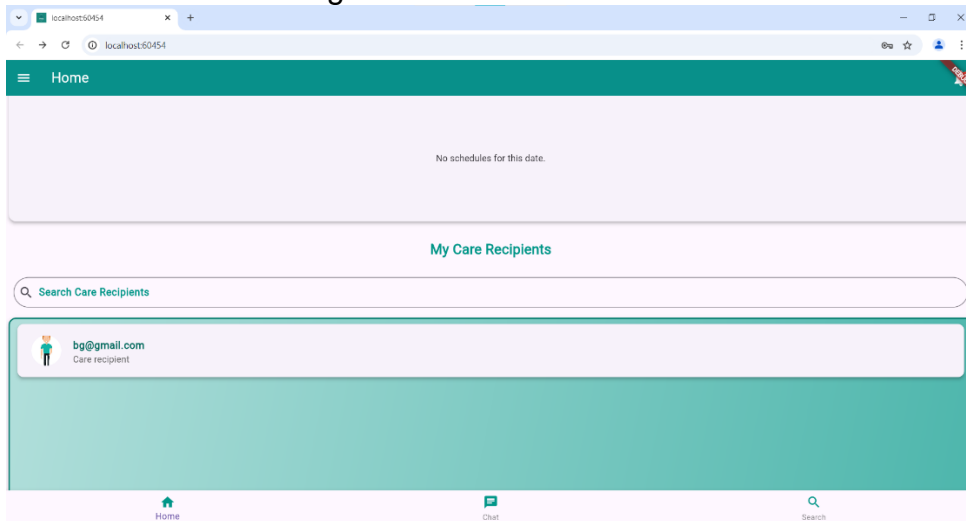 localhost:60454
localhost:60454
Home
No schedules for this date.
My Care Recipients
Search Care Recipients
bg@gmail.com
Care recipient
Home
Chat
Search